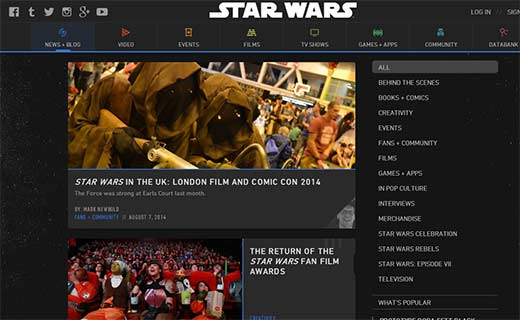 STAR WARS
LOG IN // SIGN
NEWS + BLOG
VIDEO
EVENTS
FILMS
TV SHOWS
GAMES + APPS
COMMUNITY
DATABANK
STAR WARS IN THE UK: LONDON FILM AND COMIC CON 2014
The Force was strong at Earls Court last month.
BY: MARK NEWBOLD
FANS + COMMUNITY // AUGUST 7, 2014
THE RETURN OF THE
STAR WARS FAN FILM
AWARDS
CREATIVITY
ALL
BEHIND THE SCENES
BOOKS + COMICS
CREATIVITY
EVENTS
FANS + COMMUNITY
FILMS
GAMES + APPS
IN POP CULTURE
INTERVIEWS
MERCHANDISE
STAR WARS CELEBRATION
STAR WARS REBELS
STAR WARS: EPISODE VII
TELEVISION
WHAT'S POPULAR
PROTOTYPE BOBA FETT BLACK